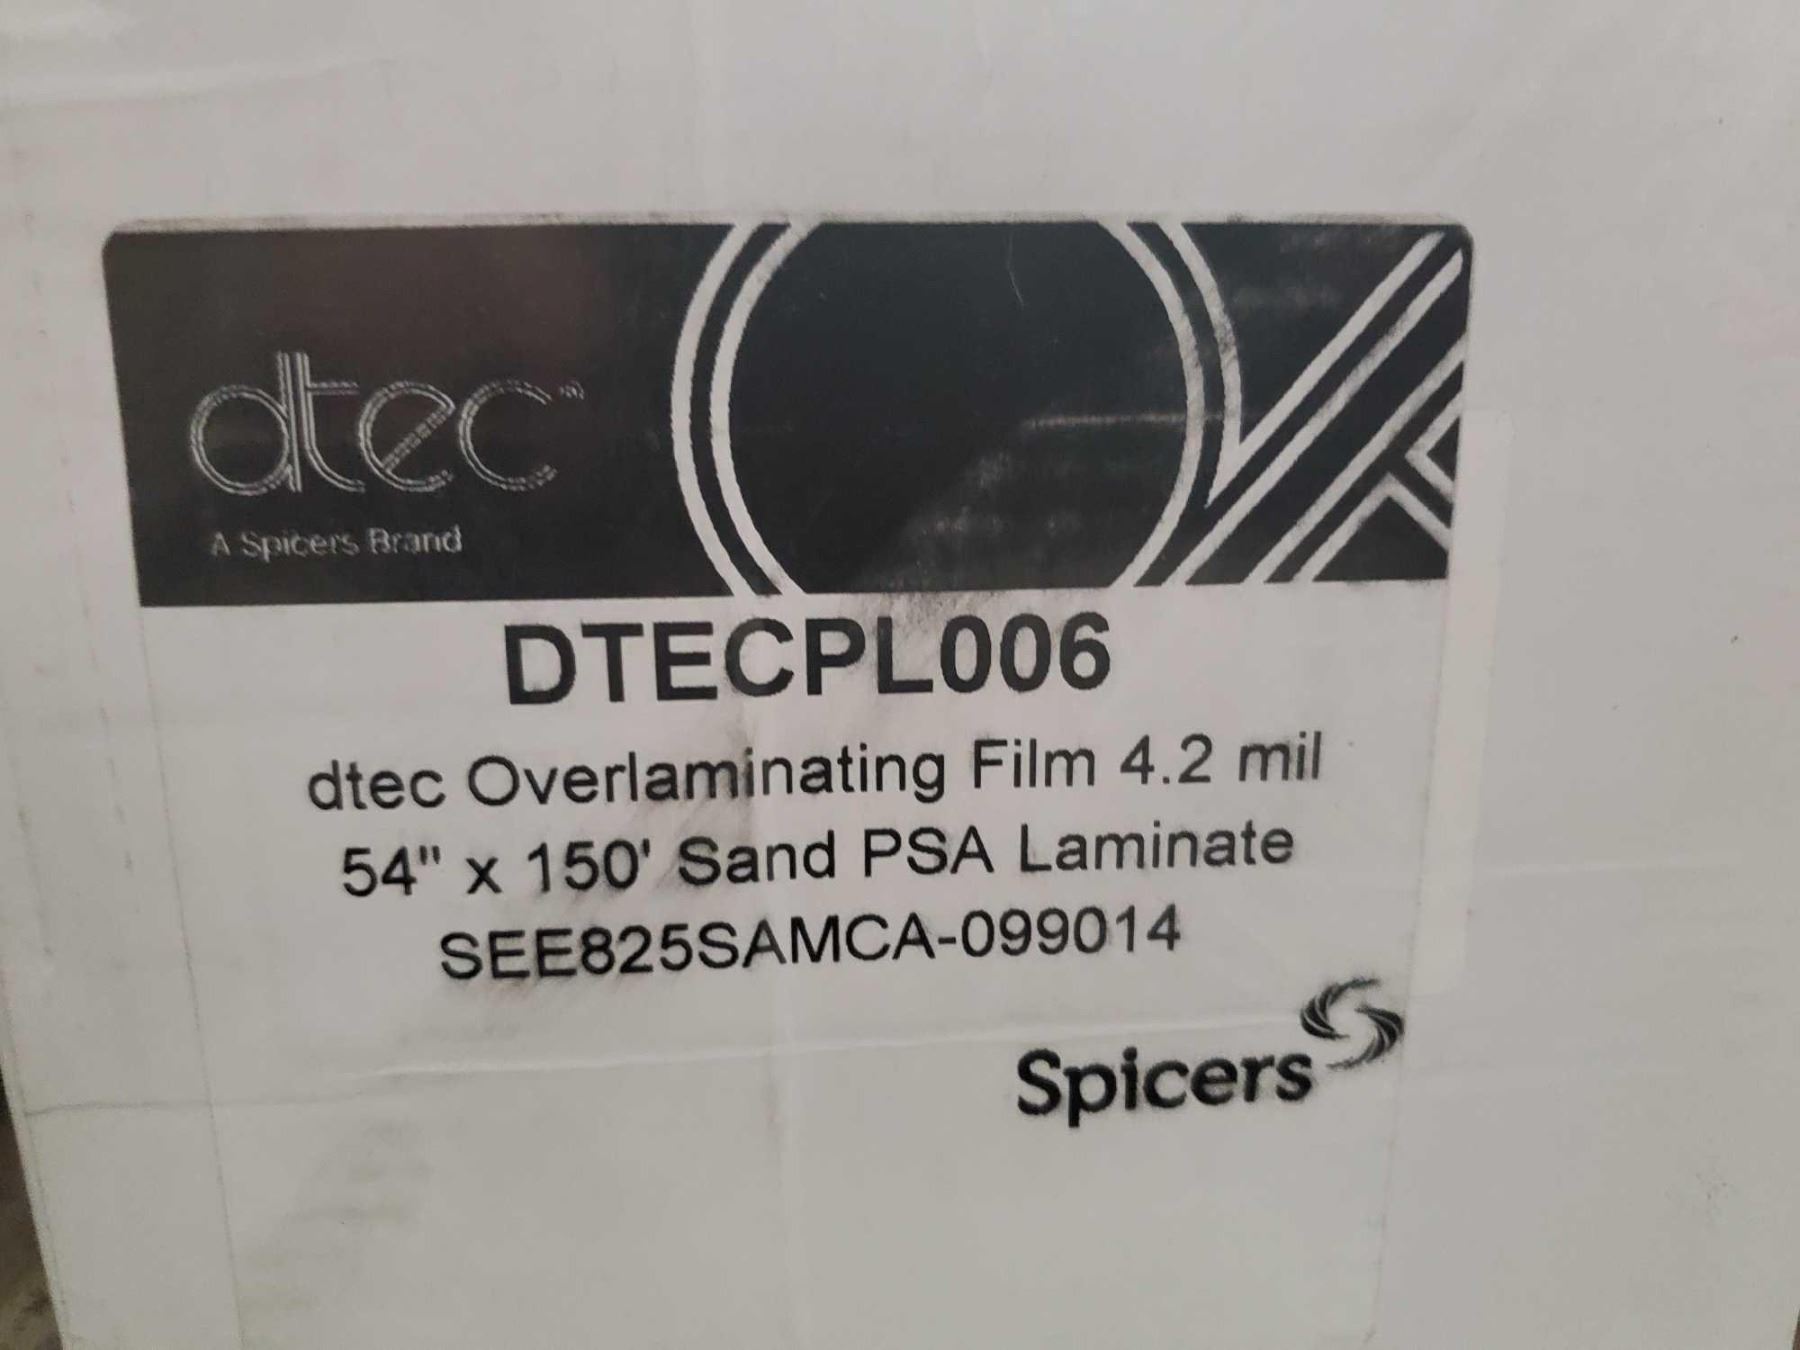 dtec®
A Spicers Brand
DTECPL006
dtec Overlaminating Film 4.2 mil
54" x 150' Sand PSA Laminate
SEE825SAMCA-099014
Spicers